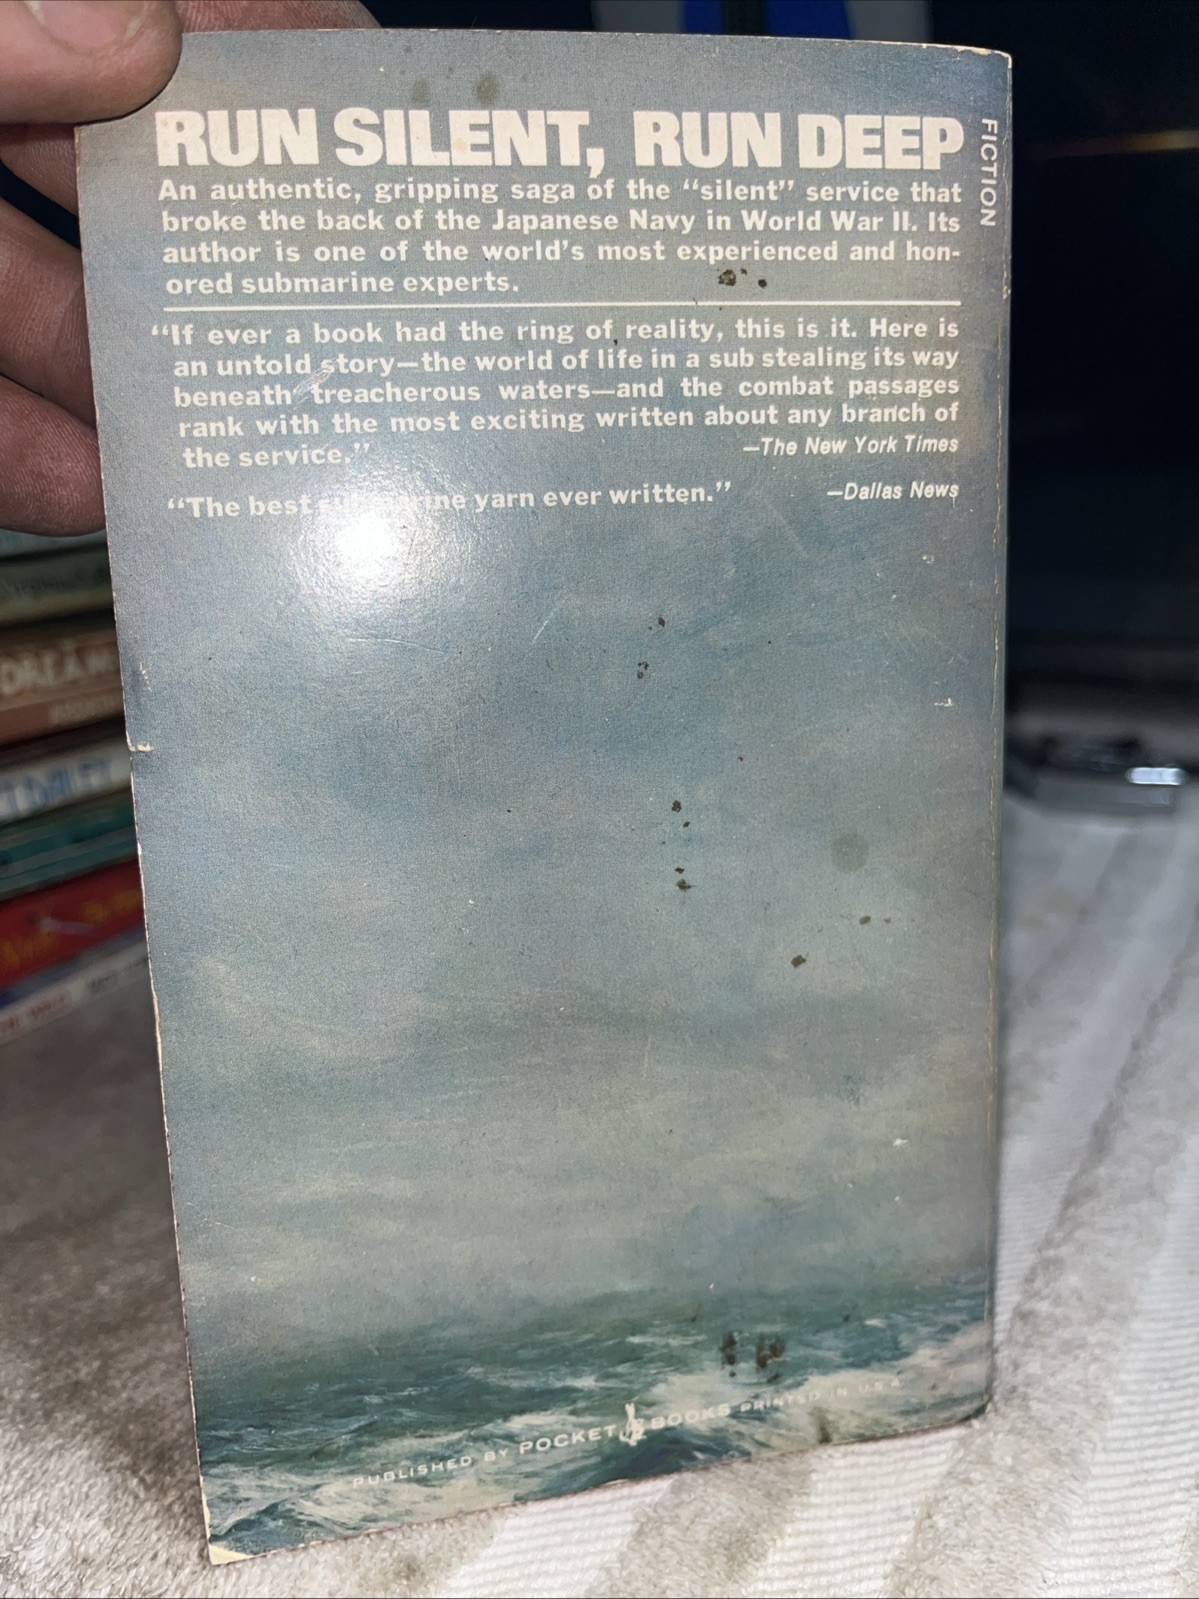 RUN SILENT, RUN DEEP
FICTION
An authentic, gripping saga of the “silent” service that
broke the back of the Japanese Navy in World War II. Its
author is one of the world’s most experienced and hon-
ored submarine experts.
“If ever a book had the ring of reality, this is it. Here is
an untold story—the world of life in a sub stealing its way
beneath treacherous waters—and the combat passages
rank with the most exciting written about any branch of
the service.”
—The New York Times
“The best submarine yarn ever written.” —Dallas News
PUBLISHED BY POCKET BOOKS PRINTED IN U.S.A.
DREAM